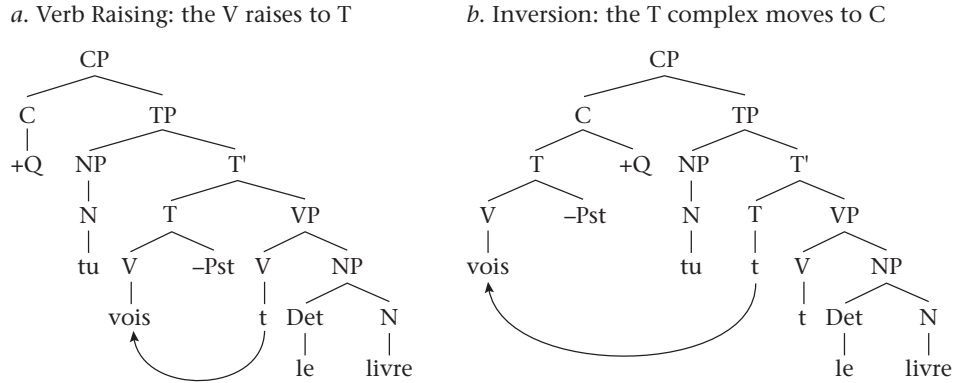 a. Verb Raising: the V raises to T
b. Inversion: the T complex moves to C
CP
C TP
+Q NP T'
N T VP
tu V –Pst V NP
vois t Det N
le livre
CP
C TP
T +Q NP T'
V –Pst N T VP
vois tu t V NP
t Det N
le livre